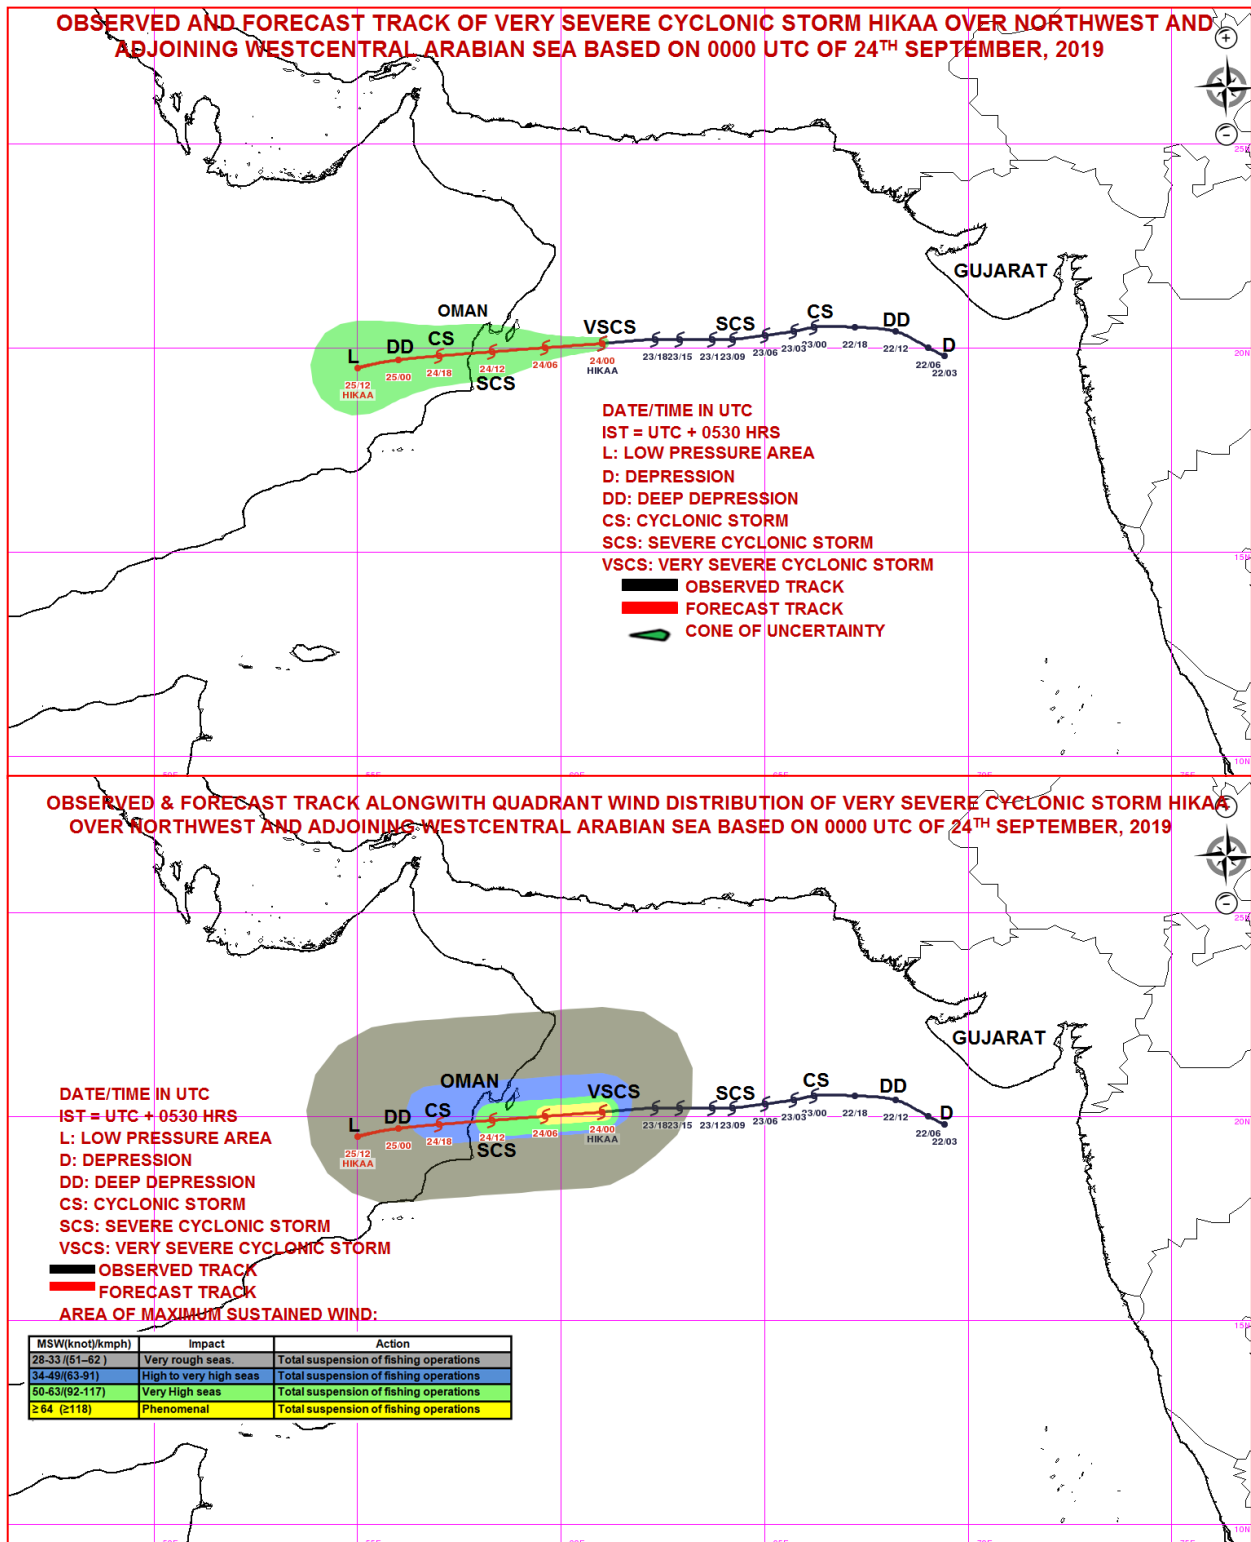 OBSERVED AND FORECAST TRACK OF VERY SEVERE CYCLONIC STORM HIKAA OVER NORTHWEST AND
ADJOINING WESTCENTRAL ARABIAN SEA BASED ON 0000 UTC OF 24TH SEPTEMBER, 2019
25N
GUJARAT
OMAN
VSCS
SCS
CS
DD
D
L
DD
CS
SCS
20N
25/12
HIKAA
25/00
24/18
24/12
24/06
24/00
HIKAA
23/18
23/15
23/12
23/09
23/06
23/03
23/00
22/18
22/12
22/06
22/03
DATE/TIME IN UTC
IST = UTC + 0530 HRS
L: LOW PRESSURE AREA
D: DEPRESSION
DD: DEEP DEPRESSION
CS: CYCLONIC STORM
SCS: SEVERE CYCLONIC STORM
VSCS: VERY SEVERE CYCLONIC STORM
OBSERVED TRACK
FORECAST TRACK
CONE OF UNCERTAINTY
15N
10N
OBSERVED & FORECAST TRACK ALONGWITH QUADRANT WIND DISTRIBUTION OF VERY SEVERE CYCLONIC STORM HIKAA
OVER NORTHWEST AND ADJOINING WESTCENTRAL ARABIAN SEA BASED ON 0000 UTC OF 24TH SEPTEMBER, 2019
25N
GUJARAT
OMAN
VSCS
SCS
CS
DD
D
L
DD
CS
SCS
20N
25/12
HIKAA
25/00
24/18
24/12
24/06
24/00
HIKAA
23/18
23/15
23/12
23/09
23/06
23/03
23/00
22/18
22/12
22/06
22/03
DATE/TIME IN UTC
IST = UTC + 0530 HRS
L: LOW PRESSURE AREA
D: DEPRESSION
DD: DEEP DEPRESSION
CS: CYCLONIC STORM
SCS: SEVERE CYCLONIC STORM
VSCS: VERY SEVERE CYCLONIC STORM
OBSERVED TRACK
FORECAST TRACK
AREA OF MAXIMUM SUSTAINED WIND:
15N
MSW(knot)/kmph) Impact Action
28-33 /(51–62 ) Very rough seas. Total suspension of fishing operations
34-49/(63-91) High to very high seas Total suspension of fishing operations
50-63/(92-117) Very High seas Total suspension of fishing operations
≥ 64 (≥118) Phenomenal Total suspension of fishing operations
10N